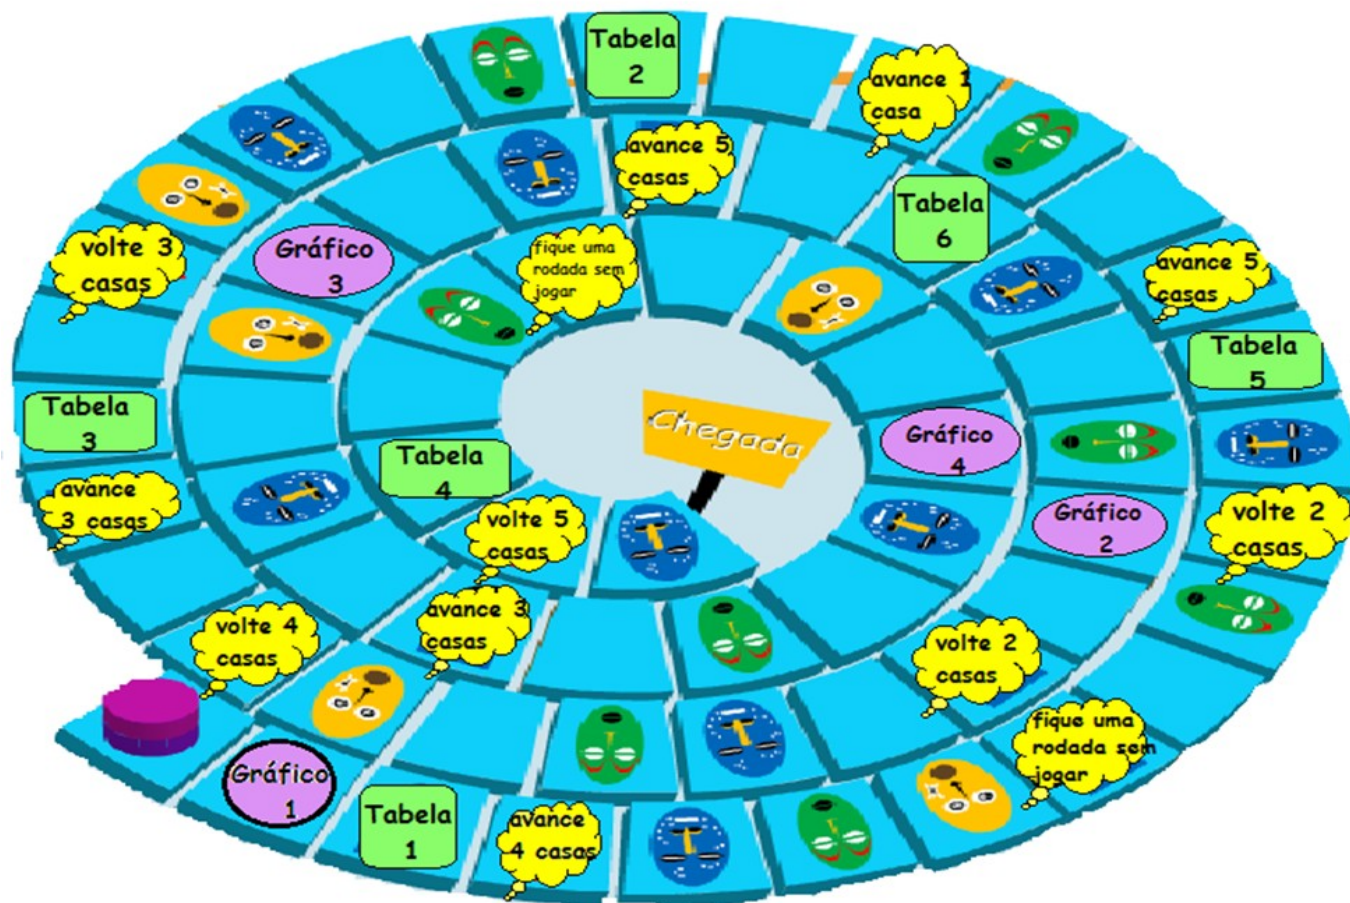 Tabela
2
avance 1
casa
avance 5
casas
Tabela
6
volte 3
casas
Gráfico
3
fique uma
rodada sem
jogar
avance 5
casas
Tabela
5
Tabela
3
Chegada
Gráfico
4
Tabela
4
avance
3 casas
volte 5
casas
Gráfico
2
volte 2
casas
volte 4
casas
avance 3
casas
volte 2
casas
fique uma
rodada sem
jogar
Gráfico
1
Tabela
1
avance
4 casas